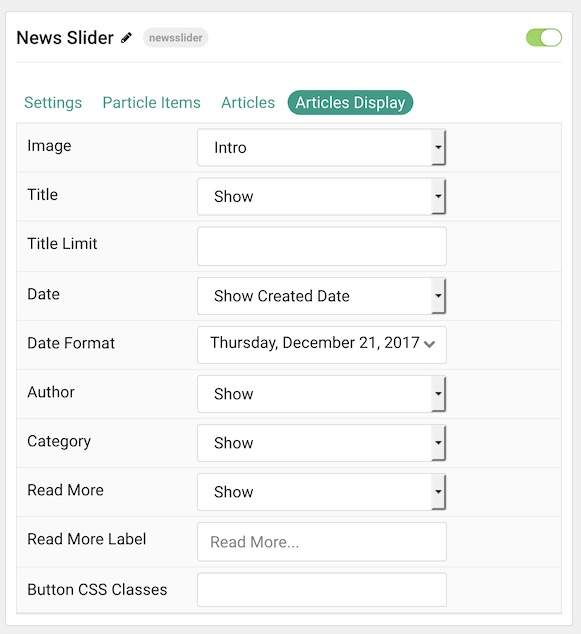 News Slider newsslider
Settings Particle Items Articles Articles Display
Image Intro
Title Show
Title Limit
Date Show Created Date
Date Format Thursday, December 21, 2017
Author Show
Category Show
Read More Show
Read More Label Read More...
Button CSS Classes